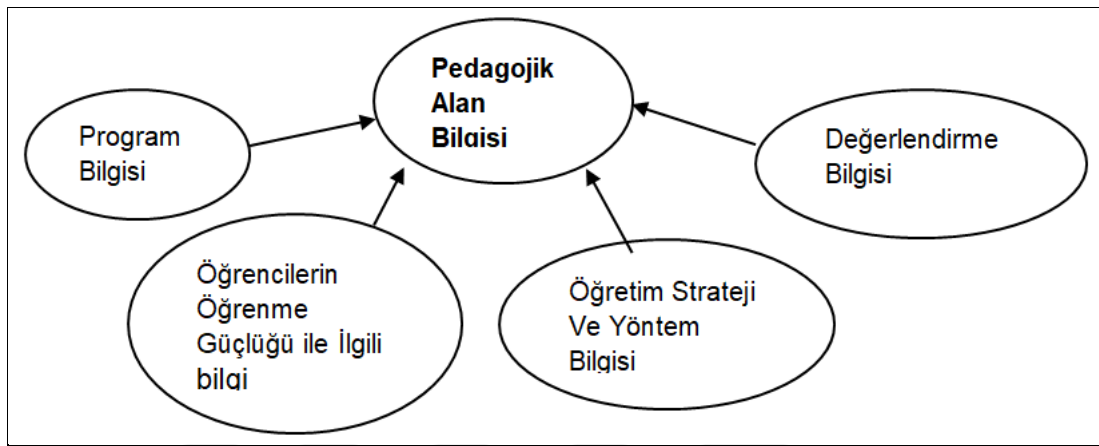 Pedagojik
Alan
Bilgisi
Program
Bilgisi
Değerlendirme
Bilgisi
Öğrencilerin
Öğrenme
Güçlüğü ile İlgili
bilgi
Öğretim Strateji
Ve Yöntem
Bilgisi